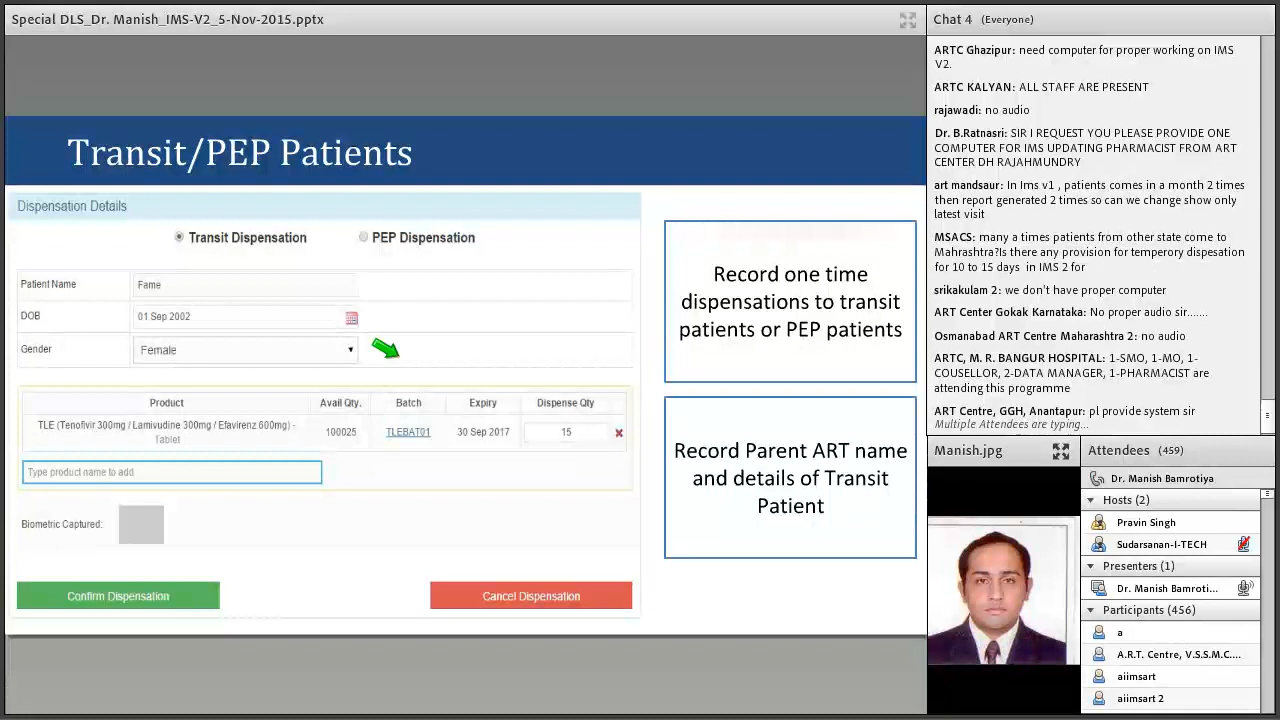 Special DLS_Dr. Manish_IMS-V2_5-Nov-2015.pptx
Transit/PEP Patients
Dispensation Details
Transit Dispensation
PEP Dispensation
Patient Name
Fame
DOB
01 Sep 2002
Gender
Female
Product
Avail Qty.
Batch
Expiry
Dispense Qty
TLE (Tenofivir 300mg / Lamivudine 300mg / Efavirenz 600mg) -
Tablet
100025
TLEBAT01
30 Sep 2017
15
Type product name to add
Biometric Captured:
Confirm Dispensation
Cancel Dispensation
Record one time
dispensations to transit
patients or PEP patients
Record Parent ART name
and details of Transit
Patient
Chat 4 (Everyone)
ARTC Ghazipur: need computer for proper working on IMS
V2.
ARTC KALYAN: ALL STAFF ARE PRESENT
rajawadi: no audio
Dr. B.Ratnasri: SIR I REQUEST YOU PLEASE PROVIDE ONE
COMPUTER FOR IMS UPDATING PHARMACIST FROM ART
CENTER DH RAJAHMUNDRY
art mandsaur: In Ims v1 , patients comes in a month 2 times
then report generated 2 times so can we change show only
latest visit
MSACS: many a times patients from other state come to
Mahrashtra?Is there any provision for temperory dispesation
for 10 to 15 days in IMS 2 for
srikakulam 2: we don't have proper computer
ART Center Gokak Karnataka: No proper audio sir......
Osmanabad ART Centre Maharashtra 2: no audio
ARTC, M. R. BANGUR HOSPITAL: 1-SMO, 1-MO, 1-
COUSELLOR, 2-DATA MANAGER, 1-PHARMACIST are
attending this programme
ART Centre, GGH, Anantapur: pl provide system sir
Multiple Attendees are typing...
Manish.jpg
Attendees (459)
Dr. Manish Bamrotiya
Hosts (2)
Pravin Singh
Sudarsanan-I-TECH
Presenters (1)
Dr. Manish Bamroti...
Participants (456)
a
A.R.T. Centre, V.S.S.M.C....
aiimsart
aiimsart 2